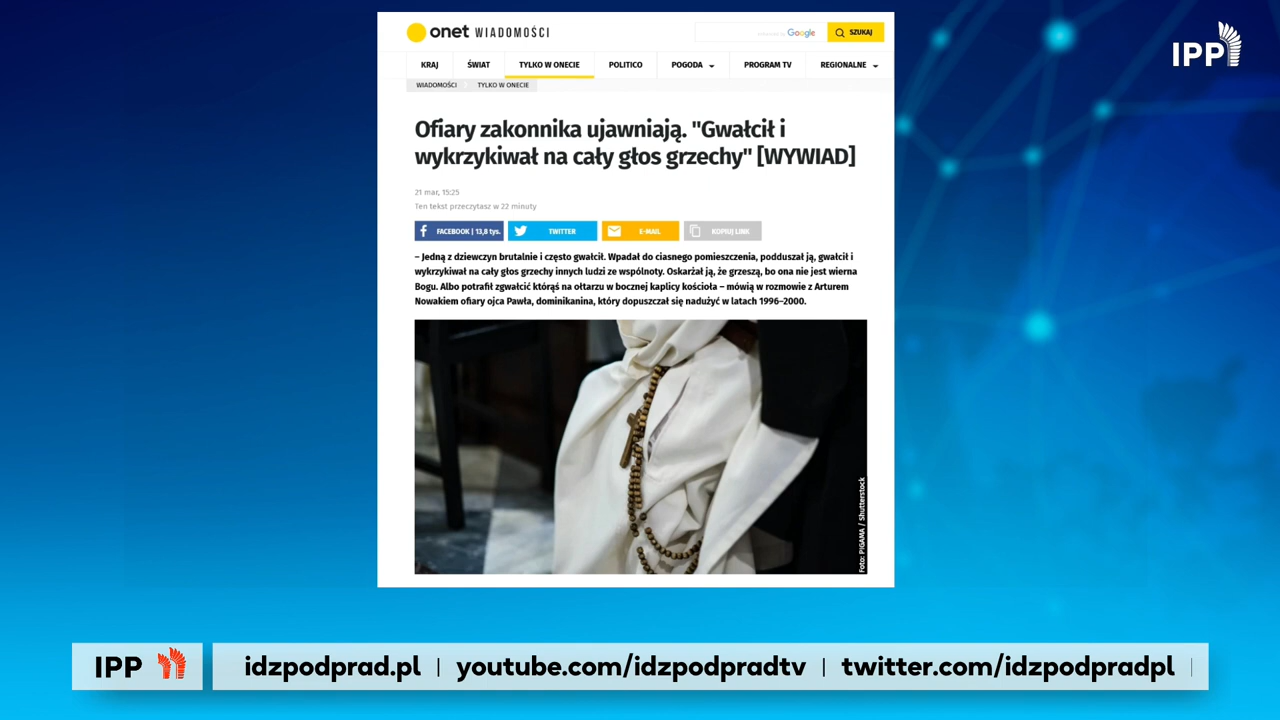 onet WIADOMOŚCI
Google
SZUKAJ
IPP
KRAJ ŚWIAT TYLKO W ONECIE POLITICO POGODA PROGRAM TV REGIONALNE
WIADOMOŚCI TYLKO W ONECIE
Ofiary zakonnika ujawniają. "Gwałcił i
wykrzykiwał na cały głos grzechy" [WYWIAD]
21 mar, 15:25
Ten tekst przeczytasz w 22 minuty
FACEBOOK | 13,8 tys. TWITTER E-MAIL KOPIUJ LINK
– Jedną z dziewczyn brutalnie i często gwałcił. Wpadał do ciasnego pomieszczenia, podduszał ją, gwałcił i
wykrzykiwał na cały głos grzechy innych ludzi ze wspólnoty. Oskarżał ją, że grzeszą, bo ona nie jest wierna
Bogu. Albo potrafił zgwałcić którąś na ołtarzu w bocznej kaplicy kościoła – mówią w rozmowie z Arturem
Nowakiem ofiary ojca Pawła, dominikanina, który dopuszczał się nadużyć w latach 1996–2000.
Foto: PIGAMA / Shutterstock
IPP
idzpodprad.pl | youtube.com/idzpodpradtv | twitter.com/idzpodpradpl |